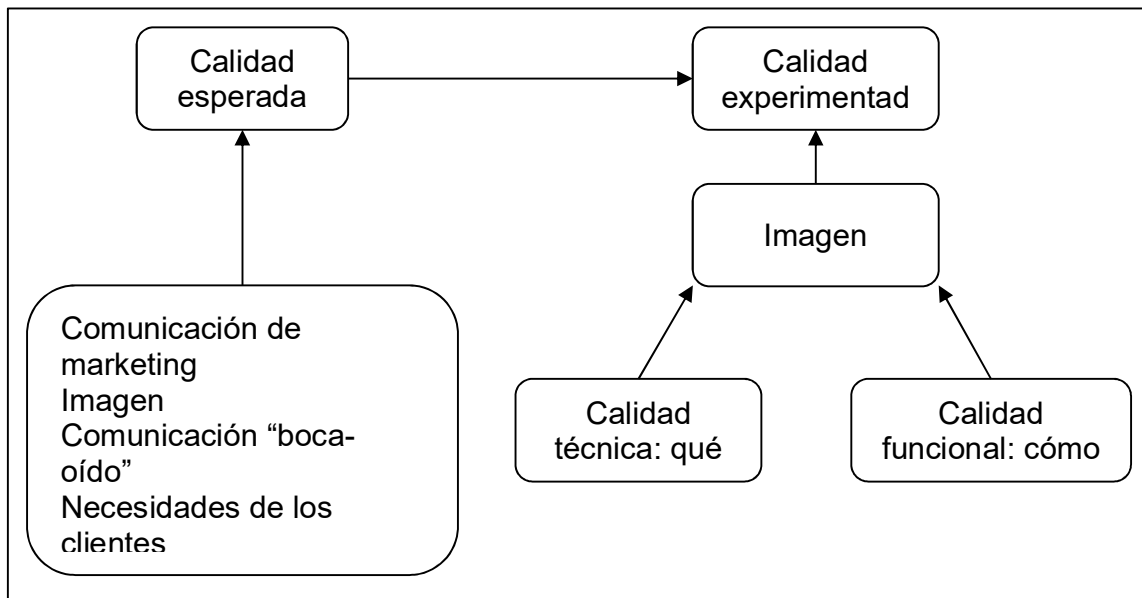 Calidad
esperada
Calidad
experimentad
Imagen
Comunicación de
marketing
Imagen
Comunicación “boca-
oído”
Necesidades de los
clientes
Calidad
técnica: qué
Calidad
funcional: cómo